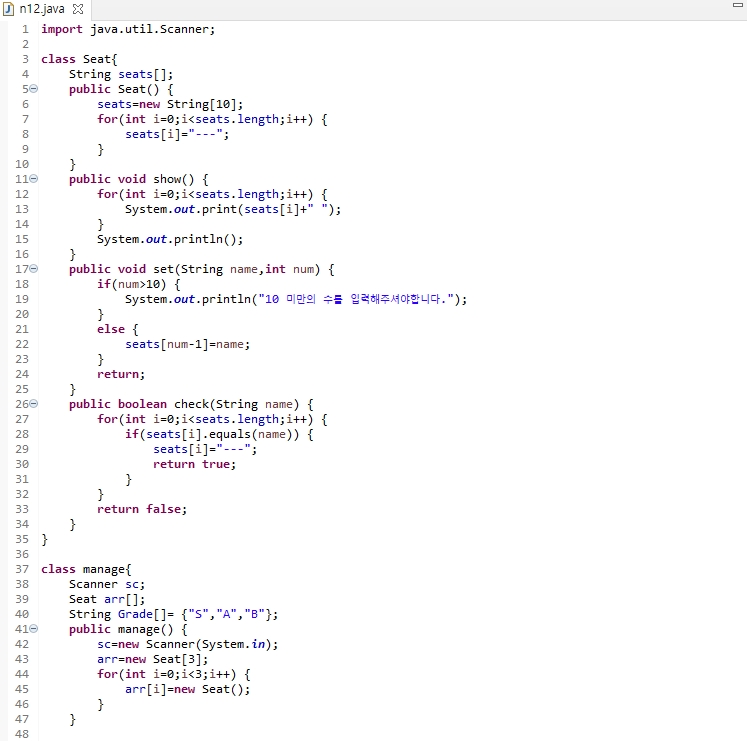 n12.java
1 import java.util.Scanner;
2
3 class Seat{
4     String seats[];
5     public Seat() {
6         seats=new String[10];
7         for(int i=0;i<seats.length;i++) {
8             seats[i]="---";
9         }
10     }
11     public void show() {
12         for(int i=0;i<seats.length;i++) {
13             System.out.print(seats[i]+" ");
14         }
15         System.out.println();
16     }
17     public void set(String name,int num) {
18         if(num>10) {
19             System.out.println("10 미만의 수를 입력해주셔야합니다.");
20         }
21         else {
22             seats[num-1]=name;
23         }
24         return;
25     }
26     public boolean check(String name) {
27         for(int i=0;i<seats.length;i++) {
28             if(seats[i].equals(name)) {
29                 seats[i]="---";
30                 return true;
31             }
32         }
33         return false;
34     }
35 }
36
37 class manage{
38     Scanner sc;
39     Seat arr[];
40     String Grade[]= {"S","A","B"};
41     public manage() {
42         sc=new Scanner(System.in);
43         arr=new Seat[3];
44         for(int i=0;i<3;i++) {
45             arr[i]=new Seat();
46         }
47     }
48